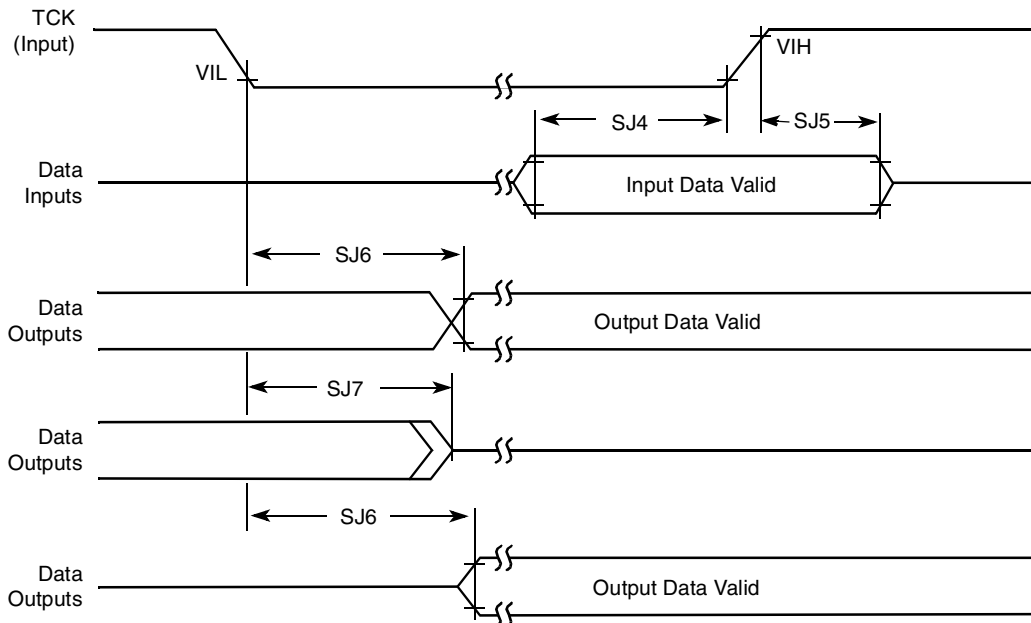 TCK
(Input)
VIL
VIH
SJ4
SJ5
Data
Inputs
Input Data Valid
SJ6
Data
Outputs
Output Data Valid
SJ7
Data
Outputs
SJ6
Data
Outputs
Output Data Valid